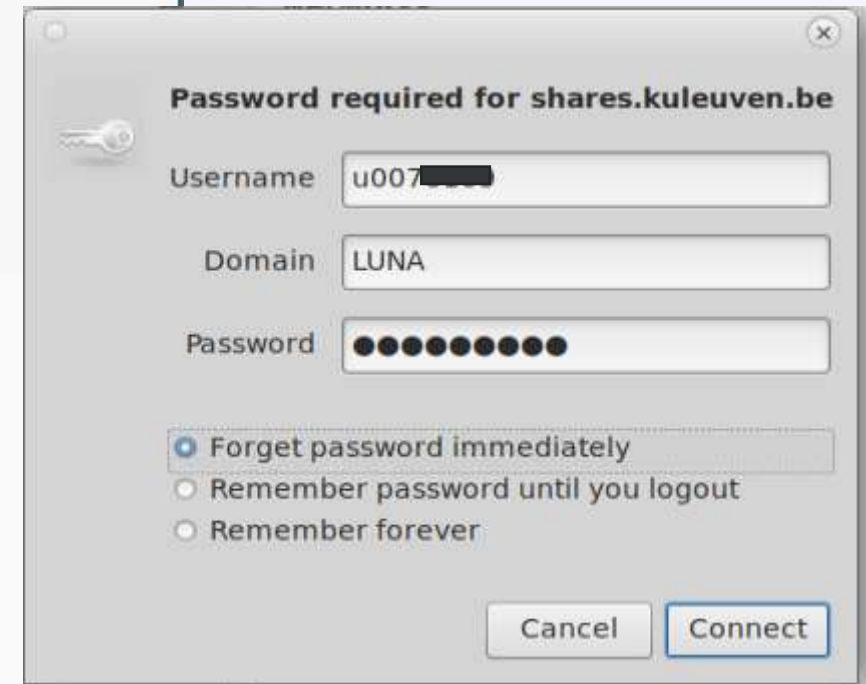 Password required for shares.kuleuven.be
Username u007
Domain LUNA
Password ●●●●●●●●●
Forget password immediately
Remember password until you logout
Remember forever
Cancel Connect